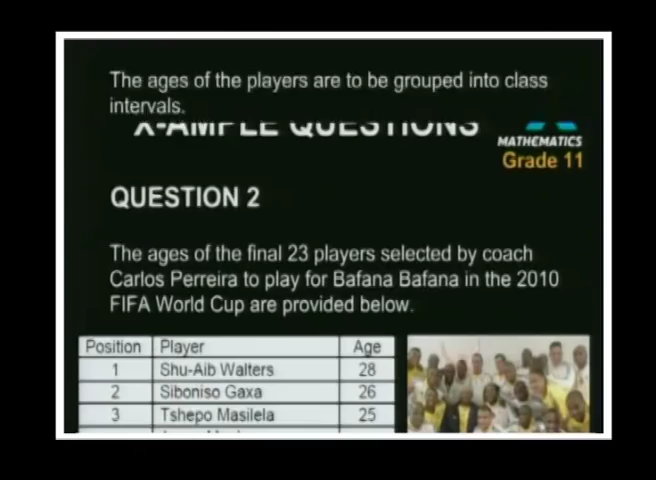 The ages of the players are to be grouped into class
intervals.
X-AMPLE QUESTIONS
MATHEMATICS
Grade 11
QUESTION 2
The ages of the final 23 players selected by coach
Carlos Perreira to play for Bafana Bafana in the 2010
FIFA World Cup are provided below.
Position Player Age
1 Shu-Aib Walters 28
2 Siboniso Gaxa 26
3 Tshepo Masilela 25